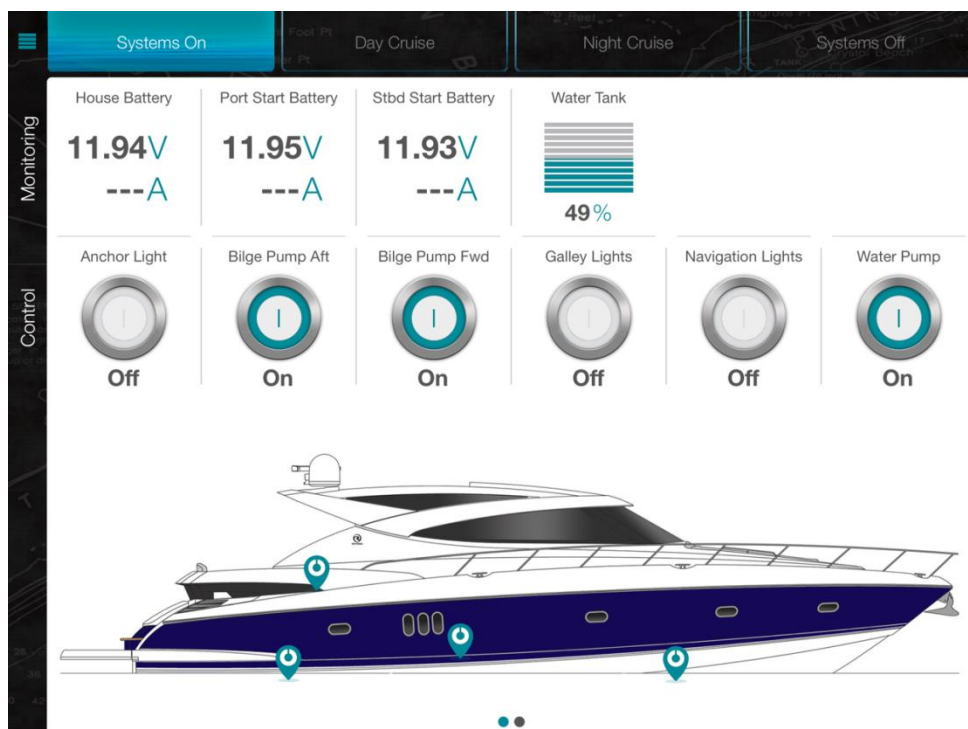 Systems On
Day Cruise
Night Cruise
Systems Off
Monitoring
House Battery
Port Start Battery
Stbd Start Battery
Water Tank
11.94V
11.95V
11.93V
---A
---A
---A
49%
Control
Anchor Light
Bilge Pump Aft
Bilge Pump Fwd
Galley Lights
Navigation Lights
Water Pump
Off
On
On
Off
Off
On